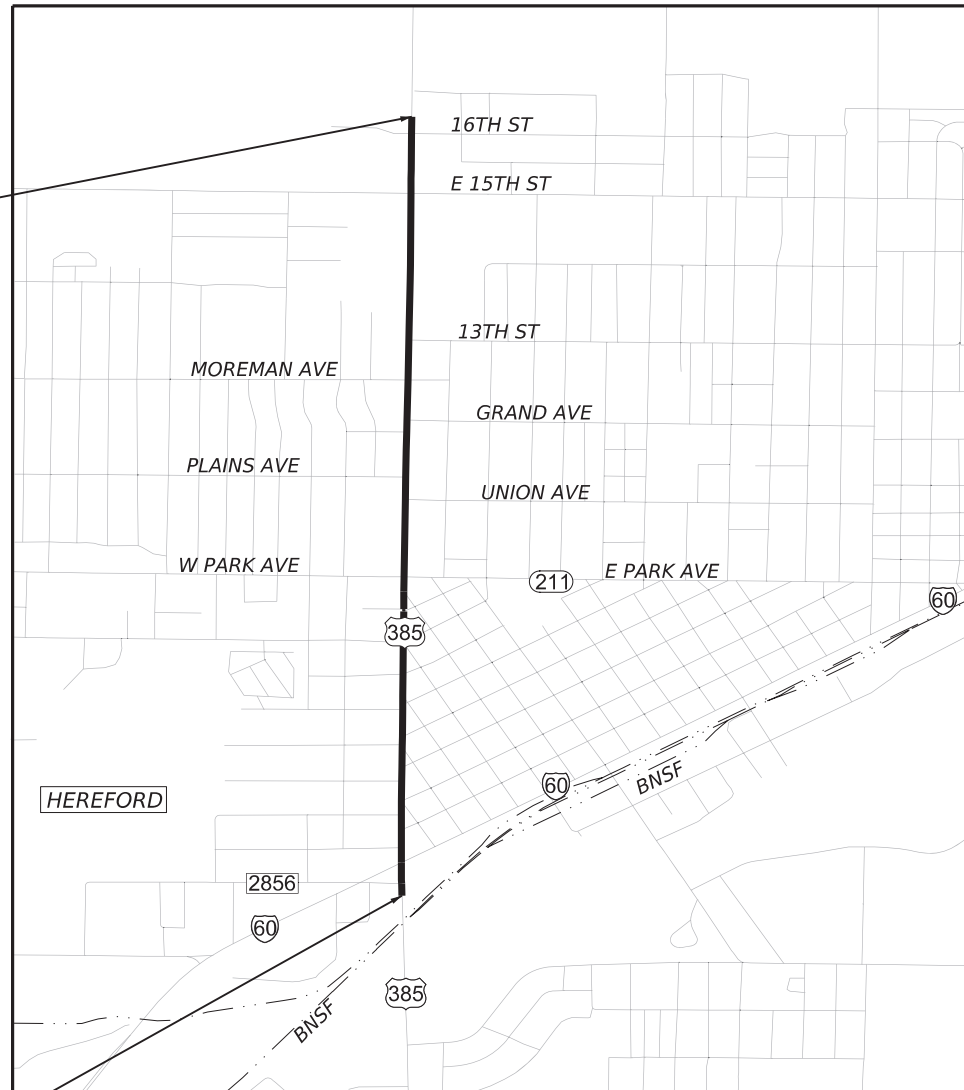 16TH ST
E 15TH ST
13TH ST
MOREMAN AVE
GRAND AVE
PLAINS AVE
UNION AVE
W PARK AVE
211
E PARK AVE
60
385
60
BNSF
HEREFORD
2856
60
385
BNSF